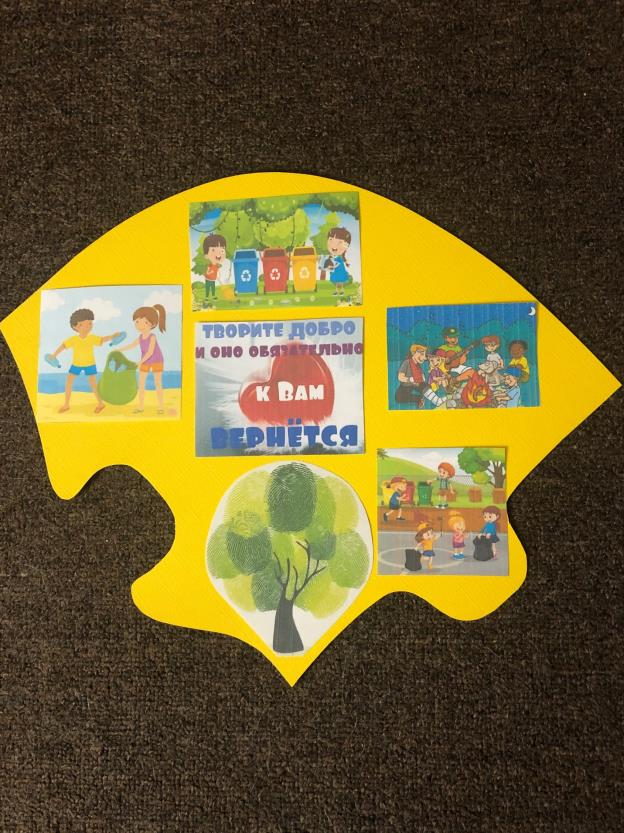 ТВОРИТЕ ДОБРО
И ОНО ОБЯЗАТЕЛЬНО
К ВАМ
ВЕРНЁТСЯ